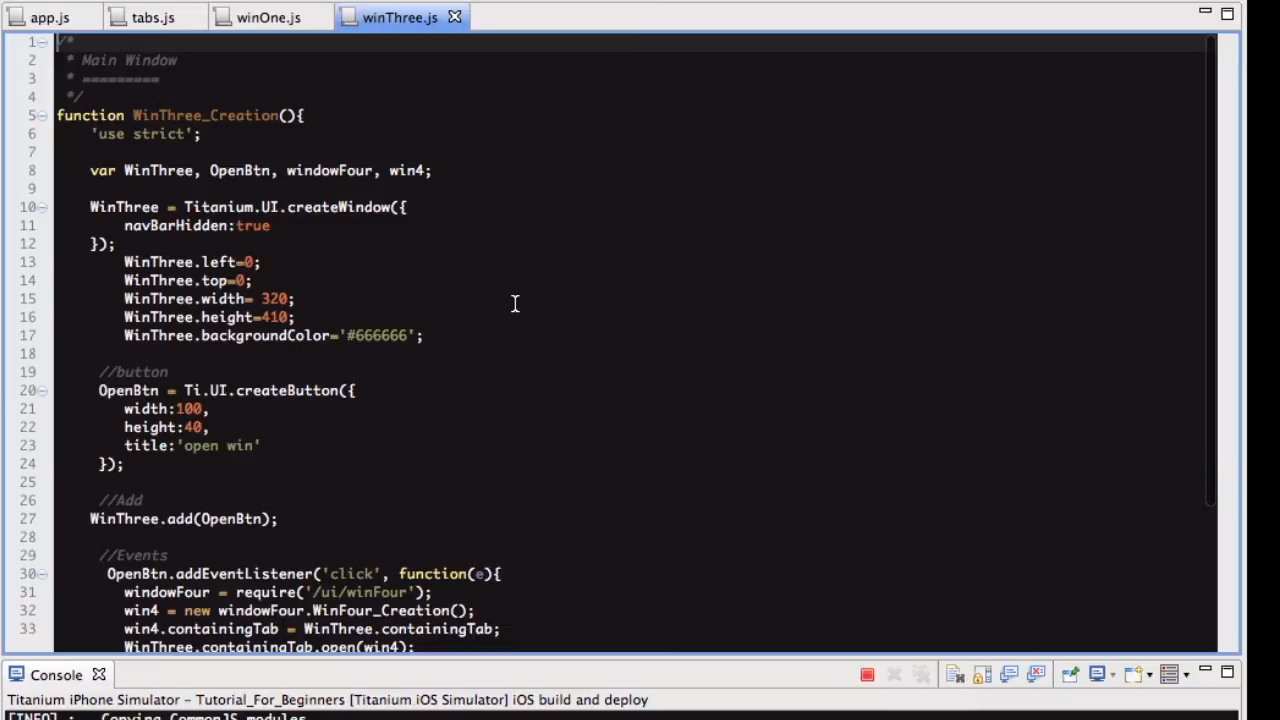 app.js tabs.js winOne.js winThree.js
1 /*
2  * Main Window
3  * =========
4  */
5 function WinThree_Creation(){
6     'use strict';
7
8     var WinThree, OpenBtn, windowFour, win4;
9
10     WinThree = Titanium.UI.createWindow({
11         navBarHidden:true
12     });
13         WinThree.left=0;
14         WinThree.top=0;
15         WinThree.width= 320;
16         WinThree.height=410;
17         WinThree.backgroundColor='#666666';
18
19      //button
20      OpenBtn = Ti.UI.createButton({
21         width:100,
22         height:40,
23         title:'open win'
24      });
25
26      //Add
27     WinThree.add(OpenBtn);
28
29      //Events
30       OpenBtn.addEventListener('click', function(e){
31         windowFour = require('/ui/winFour');
32         win4 = new windowFour.WinFour_Creation();
33         win4.containingTab = WinThree.containingTab;
        WinThree.containingTab.open(win4);
Console
Titanium iPhone Simulator - Tutorial_For_Beginners [Titanium iOS Simulator] iOS build and deploy
[INFO] :   Copying CommonJS modules